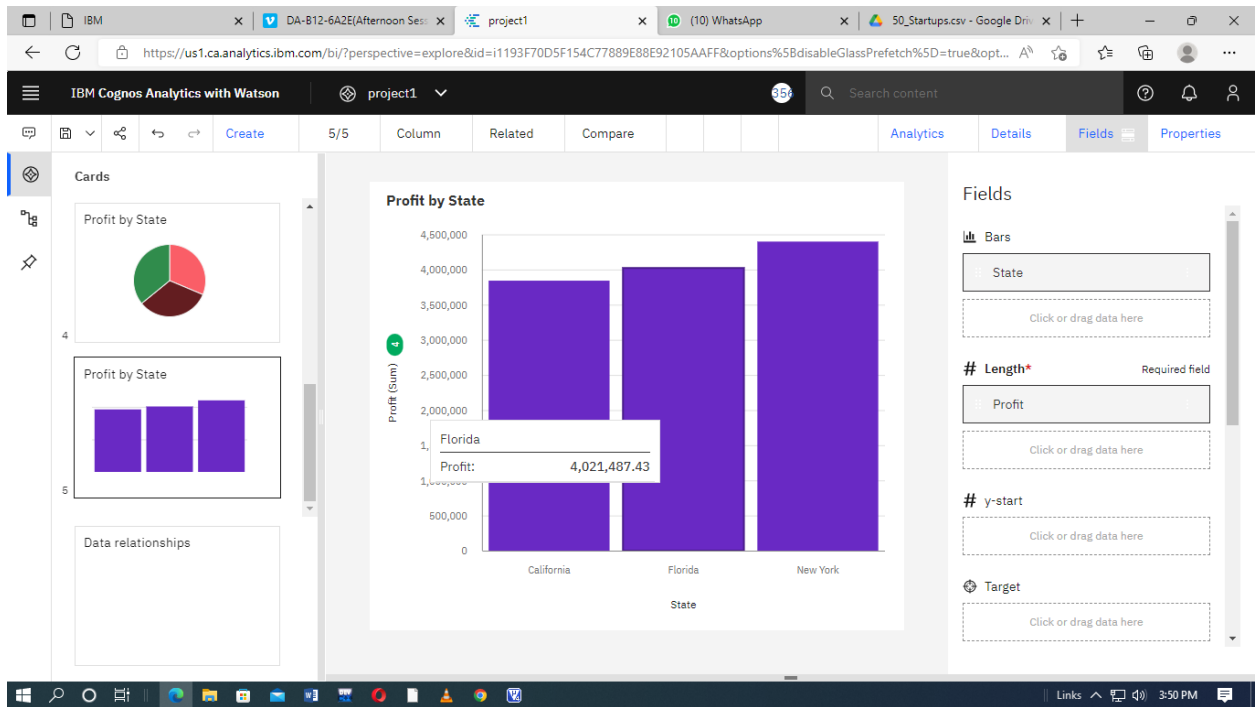 IBM
DA-B12-6A2E(Afternoon Sess
project1
(10) WhatsApp
50_Startups.csv - Google Driv
https://us1.ca.analytics.ibm.com/bi/?perspective=explore&id=i1193F70D5F154C77889E88E92105AAFF&options%5BdisableGlassPrefetch%5D=true&opt...
IBM Cognos Analytics with Watson
project1
356
Search content
Create
5/5
Column
Related
Compare
Analytics
Details
Fields
Properties
Cards
Profit by State
4
Profit by State
5
Data relationships
Profit by State
4,500,000
4,000,000
3,500,000
3,000,000
2,500,000
2,000,000
500,000
0
Profit (Sum)
4
Florida
Profit: 4,021,487.43
California
Florida
New York
State
Fields
Bars
State
Click or drag data here
# Length* Required field
Profit
Click or drag data here
# y-start
Click or drag data here
Target
Click or drag data here
Links
3:50 PM